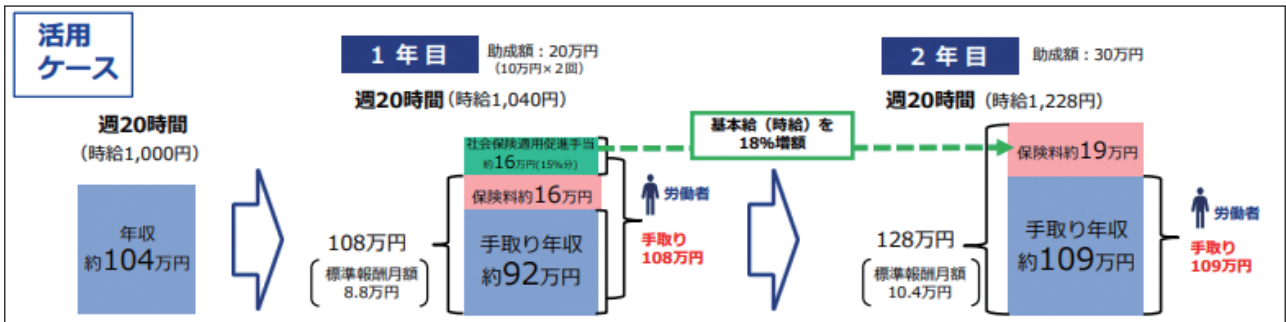 活用
ケース
週20時間
(時給1,000円)
年収
約104万円
1年目
助成額：20万円
(10万円×2回)
週20時間(時給1,040円)
社会保険適用促進手当
約16万円(15%分)
保険料約16万円
手取り年収
約92万円
108万円
標準報酬月額
8.8万円
労働者
手取り
108万円
基本給（時給）を
18%増額
2年目
助成額：30万円
週20時間（時給1,228円）
保険料約19万円
手取り年収
約109万円
128万円
標準報酬月額
10.4万円
労働者
手取り
109万円